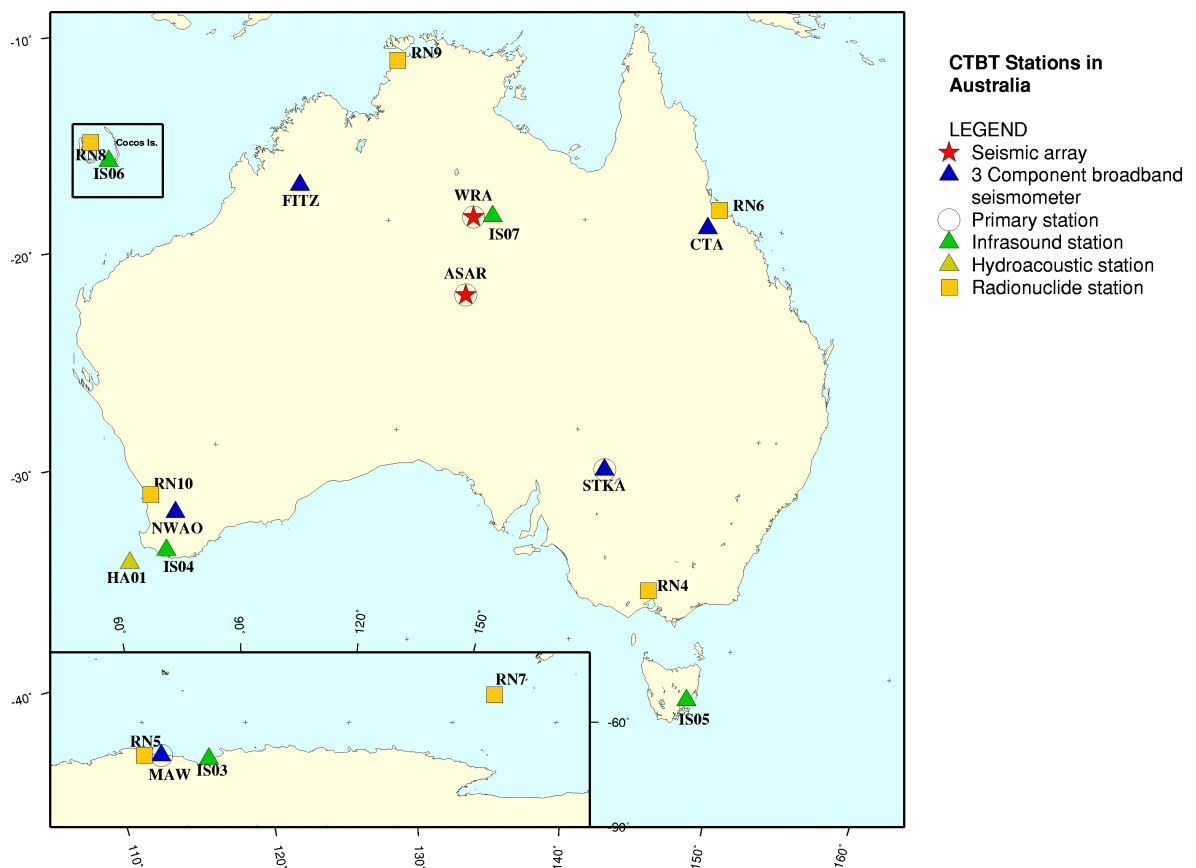 CTBT Stations in
Australia
LEGEND
Seismic array
3 Component broadband
seismometer
Primary station
Infrasound station
Hydroacoustic station
Radionuclide station
-10°
RN9
Cocos Is.
RN8
IS06
FITZ
WRA
IS07
RN6
CTA
-20°
ASAR
-30°
RN10
NWAO
STKA
IS04
HA01
RN4
60°
90°
120°
150°
-40°
RN7
IS05
-60°
RN5
MAW
IS03
-90°
110°
120°
130°
140°
150°
160°